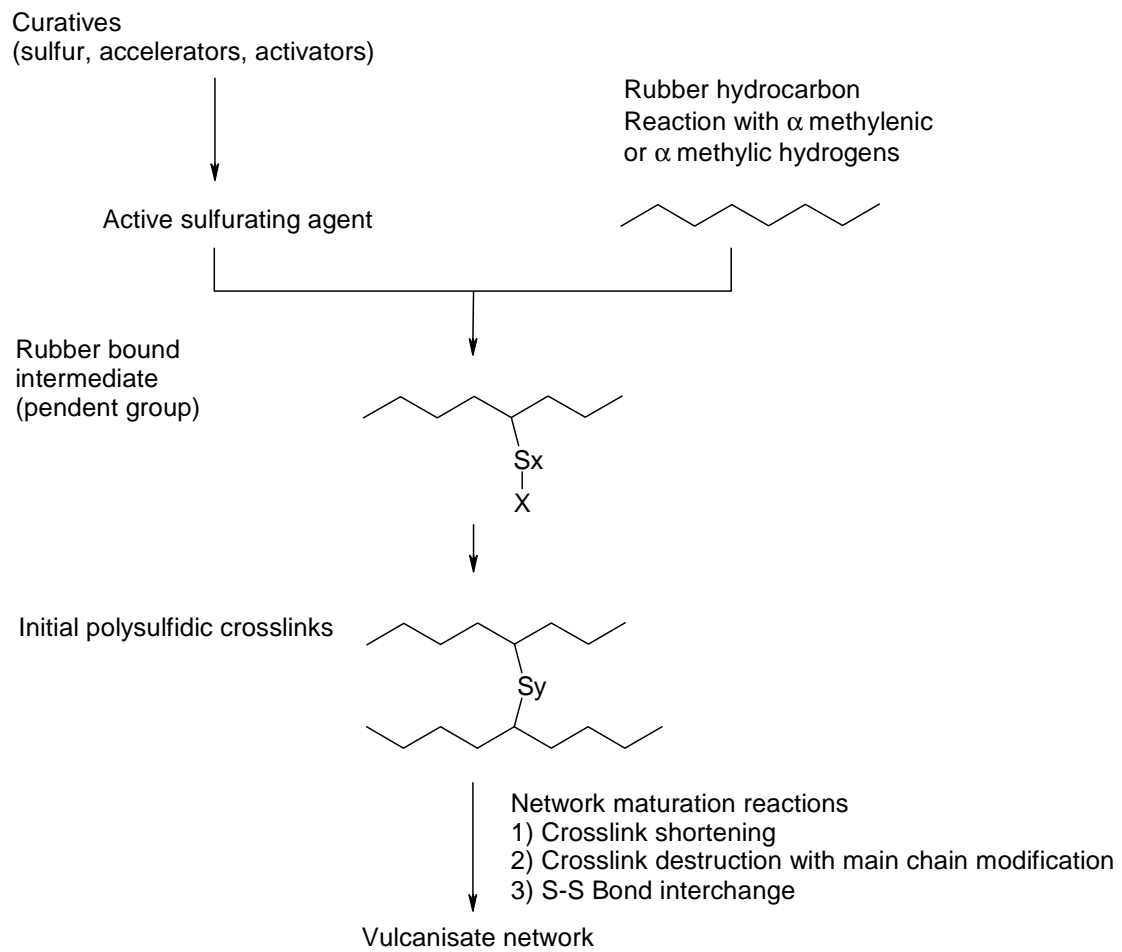 Curatives
(sulfur, accelerators, activators)
Rubber hydrocarbon
Reaction with α methylenic
or α methylic hydrogens
Active sulfurating agent
Rubber bound
intermediate
(pendent group)
Sx
X
Initial polysulfidic crosslinks
Sy
Network maturation reactions
1) Crosslink shortening
2) Crosslink destruction with main chain modification
3) S-S Bond interchange
Vulcanisate network